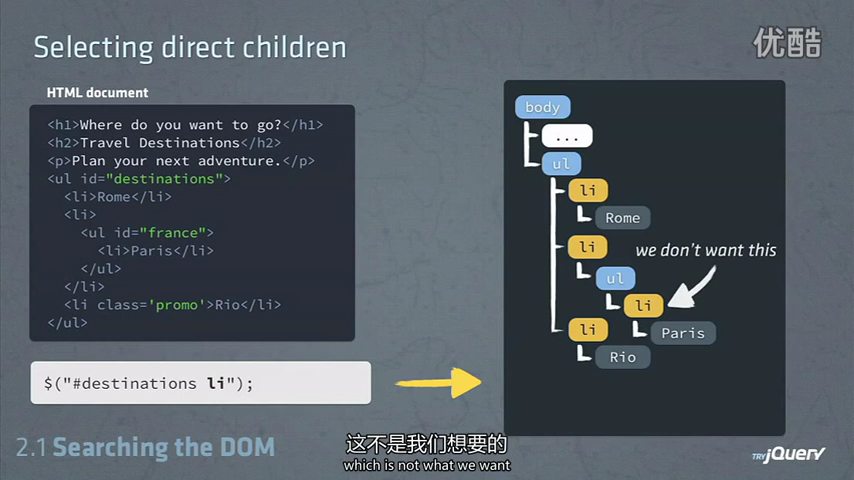 Selecting direct children
优酷
HTML document
<h1>Where do you want to go?</h1>
<h2>Travel Destinations</h2>
<p>Plan your next adventure.</p>
<ul id="destinations">
<li>Rome</li>
<li>
<ul id="france">
<li>Paris</li>
</ul>
</li>
<li class='promo'>Rio</li>
</ul>
$("#destinations li");
body
...
ul
li
Rome
li
we don't want this
ul
li
Paris
li
Rio
2.1 Searching the DOM
这不是我们想要的
which is not what we want
TRY jQuery